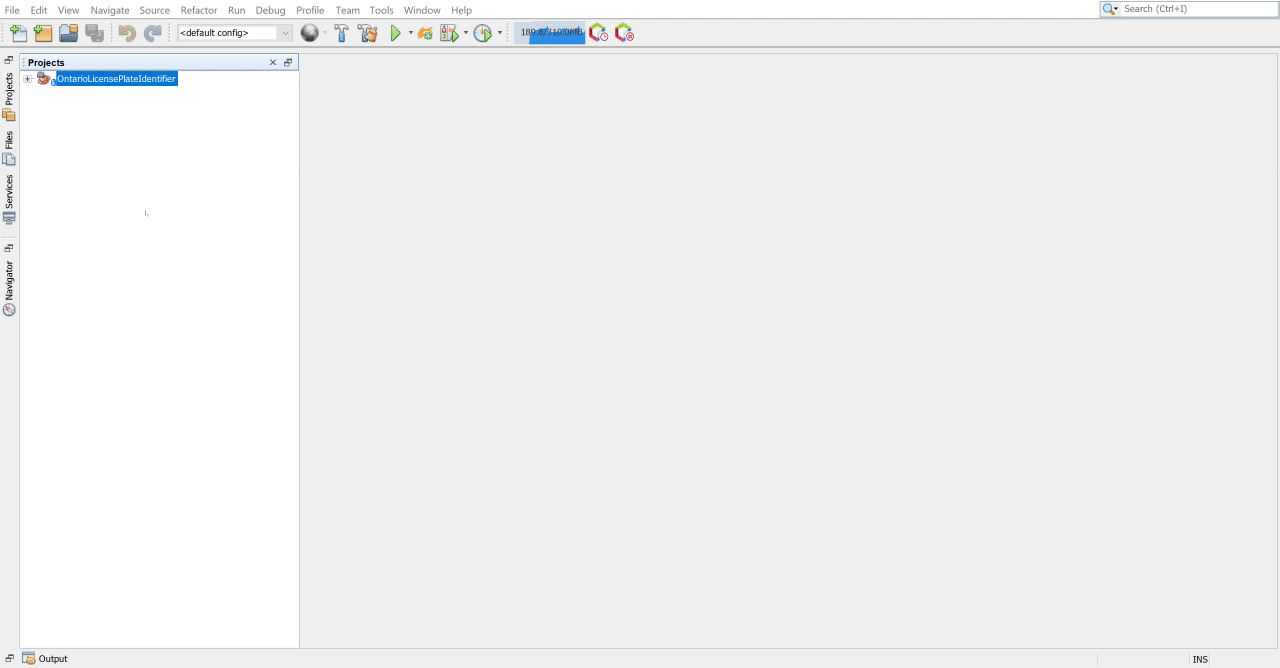 File Edit View Navigate Source Refactor Run Debug Profile Team Tools Window Help
Search (Ctrl+I)
<default config>
189.8/310.0MB
Projects
OntarioLicensePlateIdentifier
Projects
Files
Services
Navigator
Output
INS